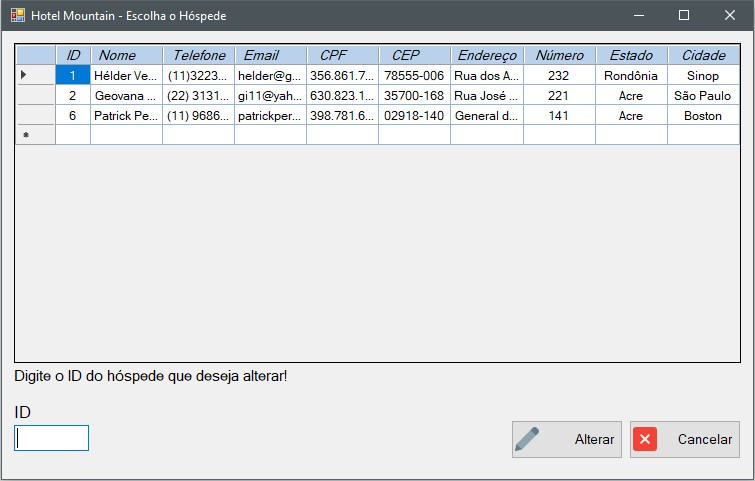 Hotel Mountain - Escolha o Hóspede
ID Nome Telefone Email CPF CEP Endereço Número Estado Cidade
1 Hélder Ve... (11)3223... helder@g... 356.861.7... 78555-006 Rua dos A... 232 Rondônia Sinop
2 Geovana ... (22) 3131... gi11@yah... 630.823.1... 35700-168 Rua José ... 221 Acre São Paulo
6 Patrick Pe... (11) 9686... patrickper... 398.781.6... 02918-140 General d... 141 Acre Boston
Digite o ID do hóspede que deseja alterar!
ID
Alterar Cancelar